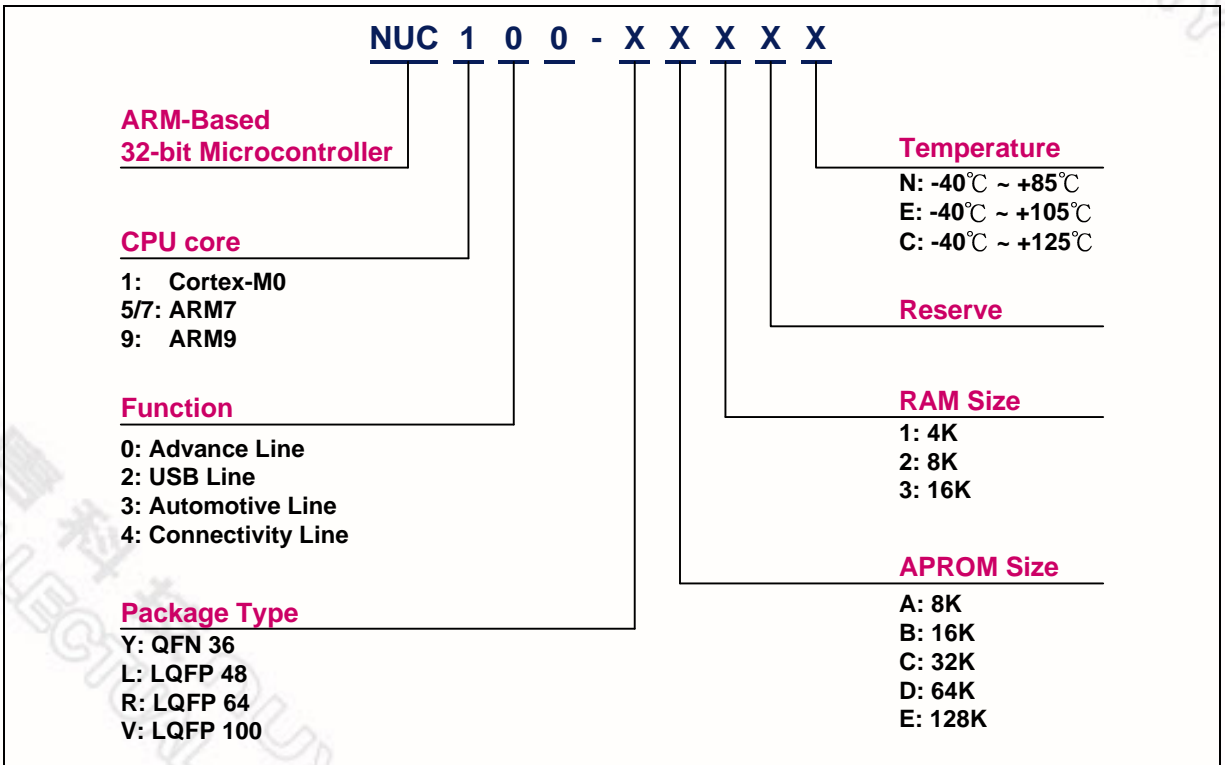 NUC 1 0 0 - X X X X X
ARM-Based
32-bit Microcontroller
CPU core
1: Cortex-M0
5/7: ARM7
9: ARM9
Function
0: Advance Line
2: USB Line
3: Automotive Line
4: Connectivity Line
Package Type
Y: QFN 36
L: LQFP 48
R: LQFP 64
V: LQFP 100
Temperature
N: -40℃ ~ +85℃
E: -40℃ ~ +105℃
C: -40℃ ~ +125℃
Reserve
RAM Size
1: 4K
2: 8K
3: 16K
APROM Size
A: 8K
B: 16K
C: 32K
D: 64K
E: 128K